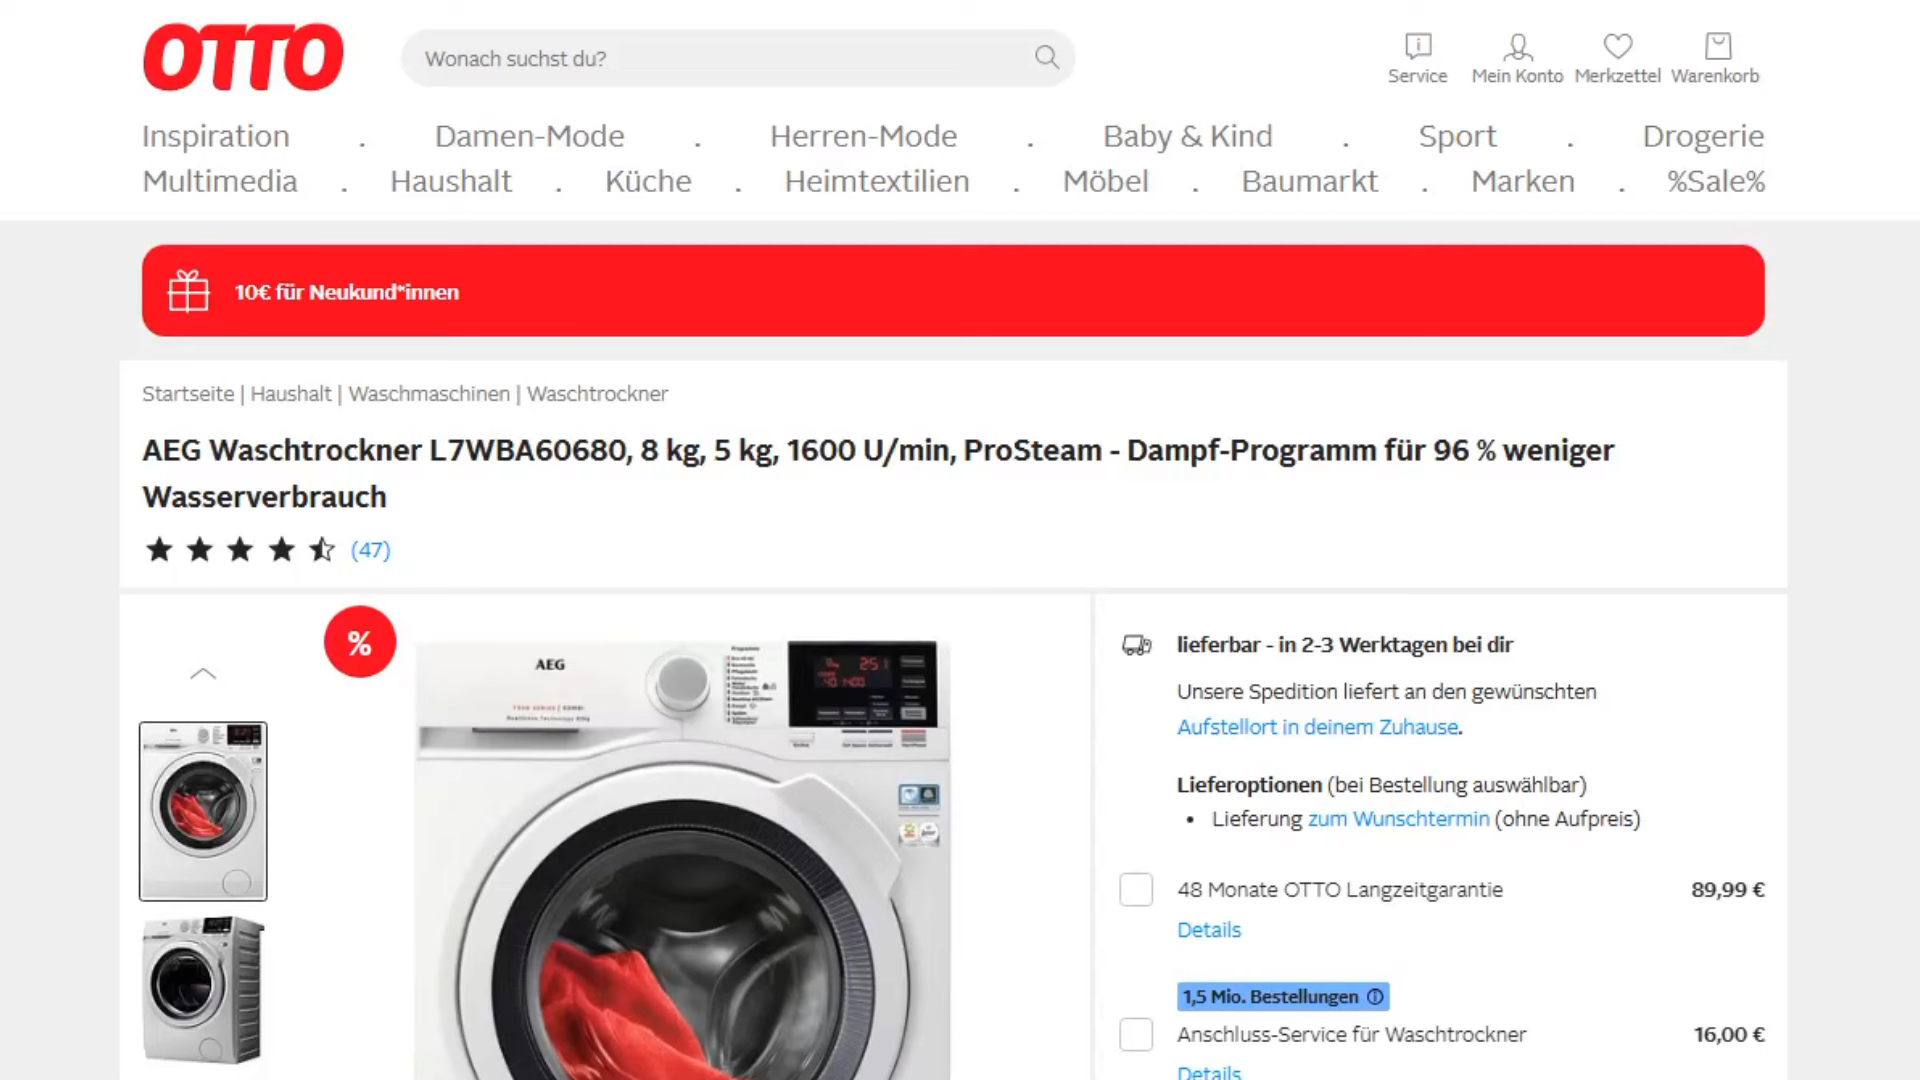 OTTO
Wonach suchst du?
Service
Mein Konto
Merkzettel
Warenkorb
Inspiration . Damen-Mode . Herren-Mode . Baby & Kind . Sport . Drogerie
Multimedia . Haushalt . Küche . Heimtextilien . Möbel . Baumarkt . Marken . %Sale%
10€ für Neukund*innen
Startseite | Haushalt | Waschmaschinen | Waschtrockner
AEG Waschtrockner L7WBA60680, 8 kg, 5 kg, 1600 U/min, ProSteam - Dampf-Programm für 96 % weniger
Wasserverbrauch
(47)
%
AEG
2:51
40 1400
lieferbar - in 2-3 Werktagen bei dir
Unsere Spedition liefert an den gewünschten
Aufstellort in deinem Zuhause.
Lieferoptionen (bei Bestellung auswählbar)
• Lieferung zum Wunschtermin (ohne Aufpreis)
48 Monate OTTO Langzeitgarantie 89,99 €
Details
1,5 Mio. Bestellungen
Anschluss-Service für Waschtrockner 16,00 €
Details